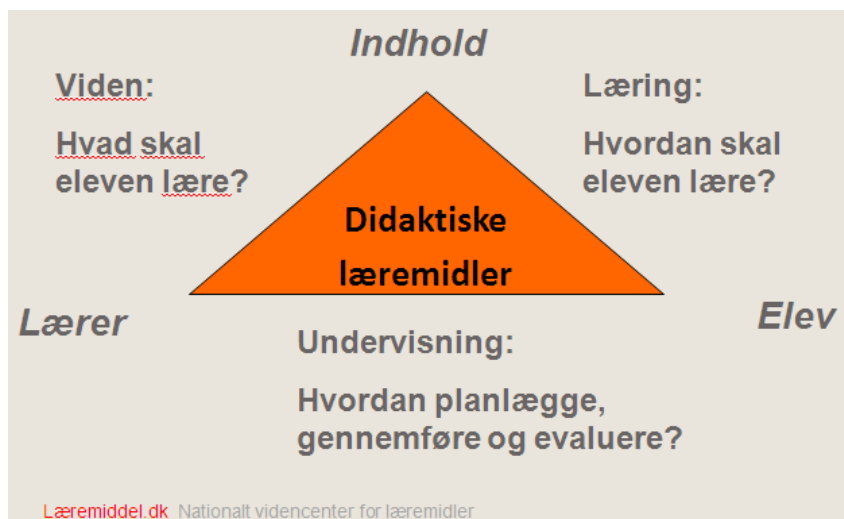 Indhold
Viden:
Hvad skal
eleven lære?
Læring:
Hvordan skal
eleven lære?
Didaktiske
læremidler
Lærer
Elev
Undervisning:
Hvordan planlægge,
gennemføre og evaluere?
Læremiddel.dk Nationalt videncenter for læremidler